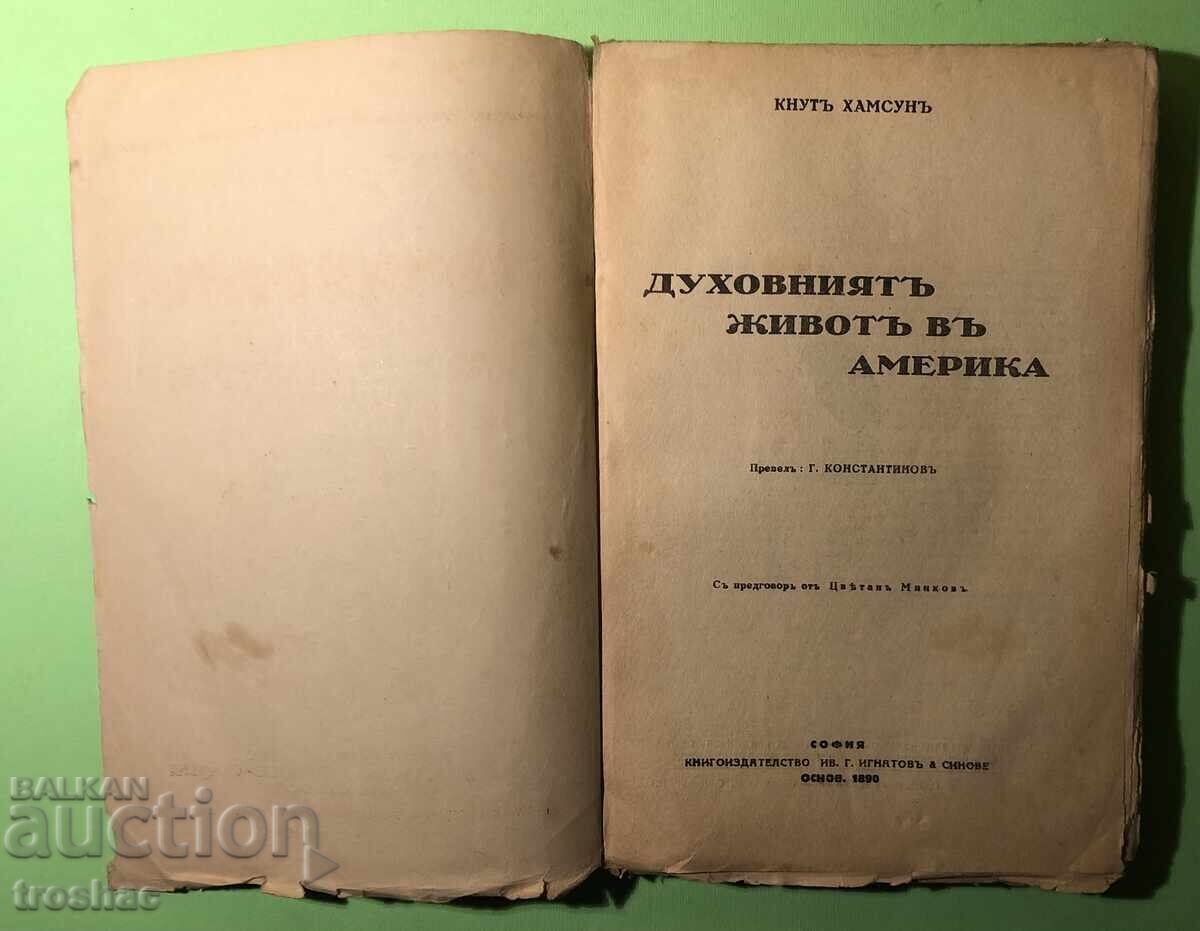 КНУТЪ ХАМСУНЪ
ДУХОВНИЯТЪ
ЖИВОТЪ ВЪ
АМЕРИКА
Превелъ: Г. КОНСТАНТИНОВЪ
Съ предговоръ отъ Цвѣтанъ Минковъ
СОФИЯ
КНИГОИЗДАТЕЛСТВО ИВ. Г. ИГНАТОВЪ & СИНОВЕ
ОСНОВ. 1890
BALKAN
auction
troshac